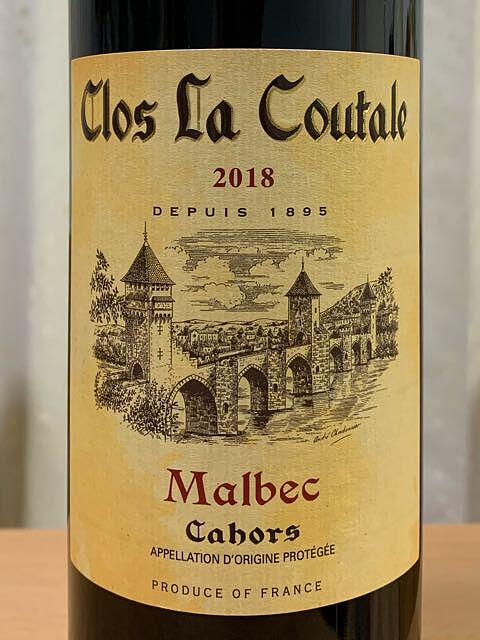 Clos La Coutale
2018
DEPUIS 1895
Malbec
Cahors
APPELLATION D'ORIGINE PROTÉGÉE
PRODUCE OF FRANCE